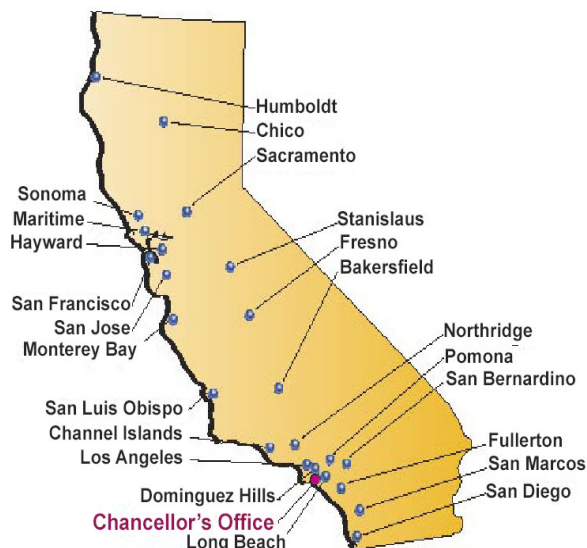 Humboldt
Chico
Sacramento
Sonoma
Maritime
Hayward
Stanislaus
Fresno
Bakersfield
San Francisco
San Jose
Monterey Bay
Northridge
Pomona
San Bernardino
San Luis Obispo
Channel Islands
Los Angeles
Fullerton
San Marcos
San Diego
Dominguez Hills
Chancellor's Office
Long Beach